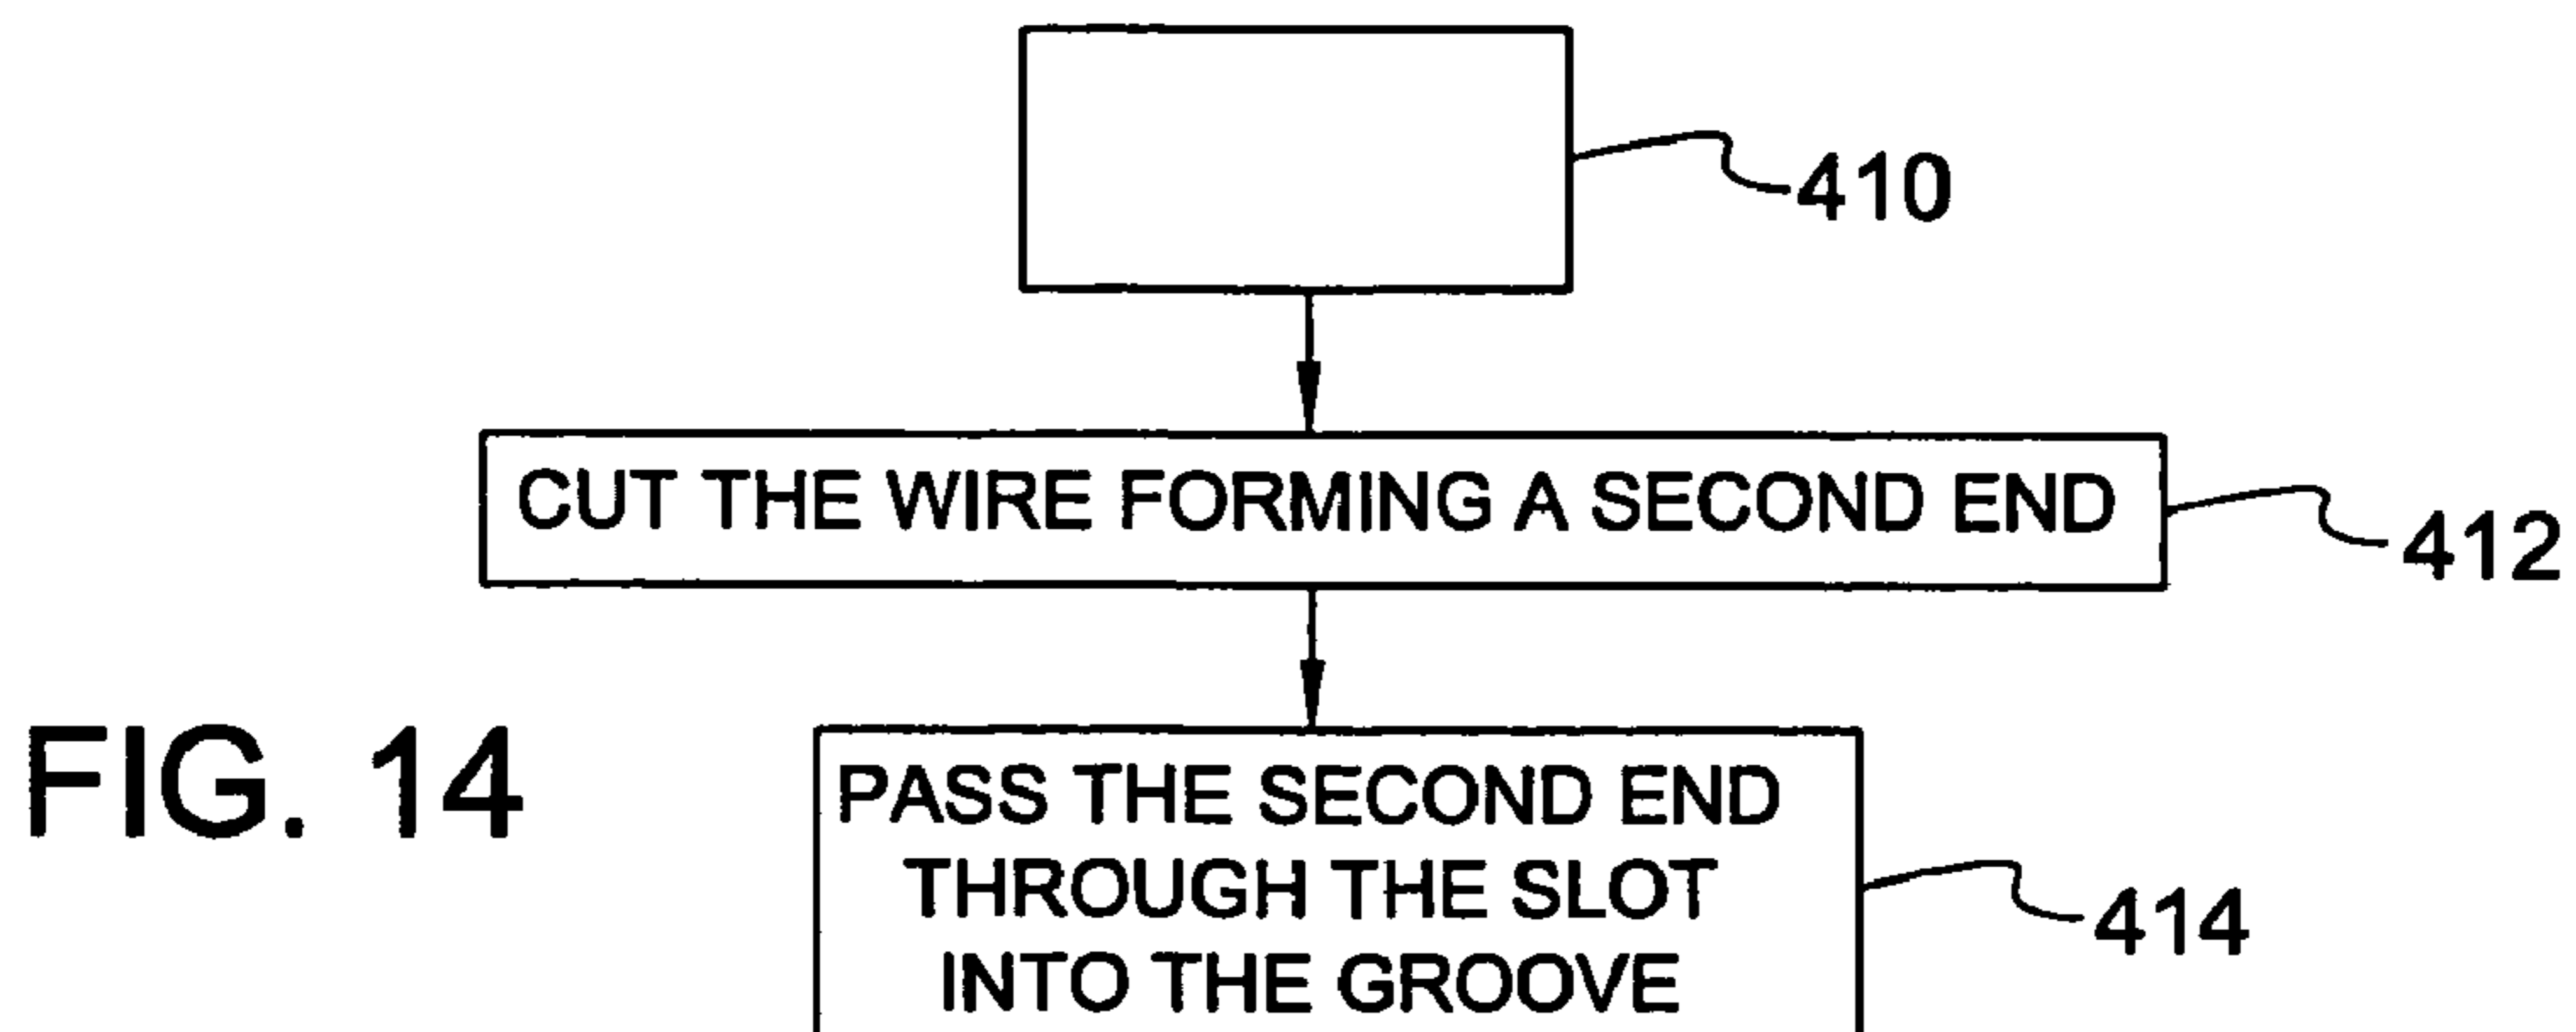 410
CUT THE WIRE FORMING A SECOND END
412
FIG. 14
PASS THE SECOND END
THROUGH THE SLOT
INTO THE GROOVE
414